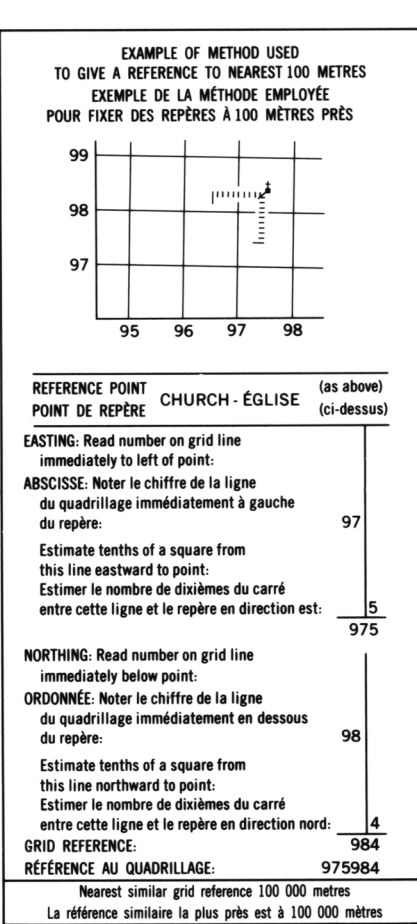 EXAMPLE OF METHOD USED
TO GIVE A REFERENCE TO NEAREST 100 METRES
EXEMPLE DE LA MÉTHODE EMPLOYÉE
POUR FIXER DES REPÈRES À 100 MÈTRES PRÈS
99
98
97
95 96 97 98
REFERENCE POINT
POINT DE REPÈRE
CHURCH - ÉGLISE
(as above)
(ci-dessus)
EASTING: Read number on grid line
immediately to left of point:
ABSCISSE: Noter le chiffre de la ligne
du quadrillage immédiatement à gauche
du repère: 97
Estimate tenths of a square from
this line eastward to point:
Estimer le nombre de dixièmes du carré
entre cette ligne et le repère en direction est: 5
975
NORTHING: Read number on grid line
immediately below point:
ORDONNÉE: Noter le chiffre de la ligne
du quadrillage immédiatement en dessous
du repère: 98
Estimate tenths of a square from
this line northward to point:
Estimer le nombre de dixièmes du carré
entre cette ligne et le repère en direction nord: 4
GRID REFERENCE: 984
RÉFÉRENCE AU QUADRILLAGE: 975984
Nearest similar grid reference 100 000 metres
La référence similaire la plus près est à 100 000 mètres